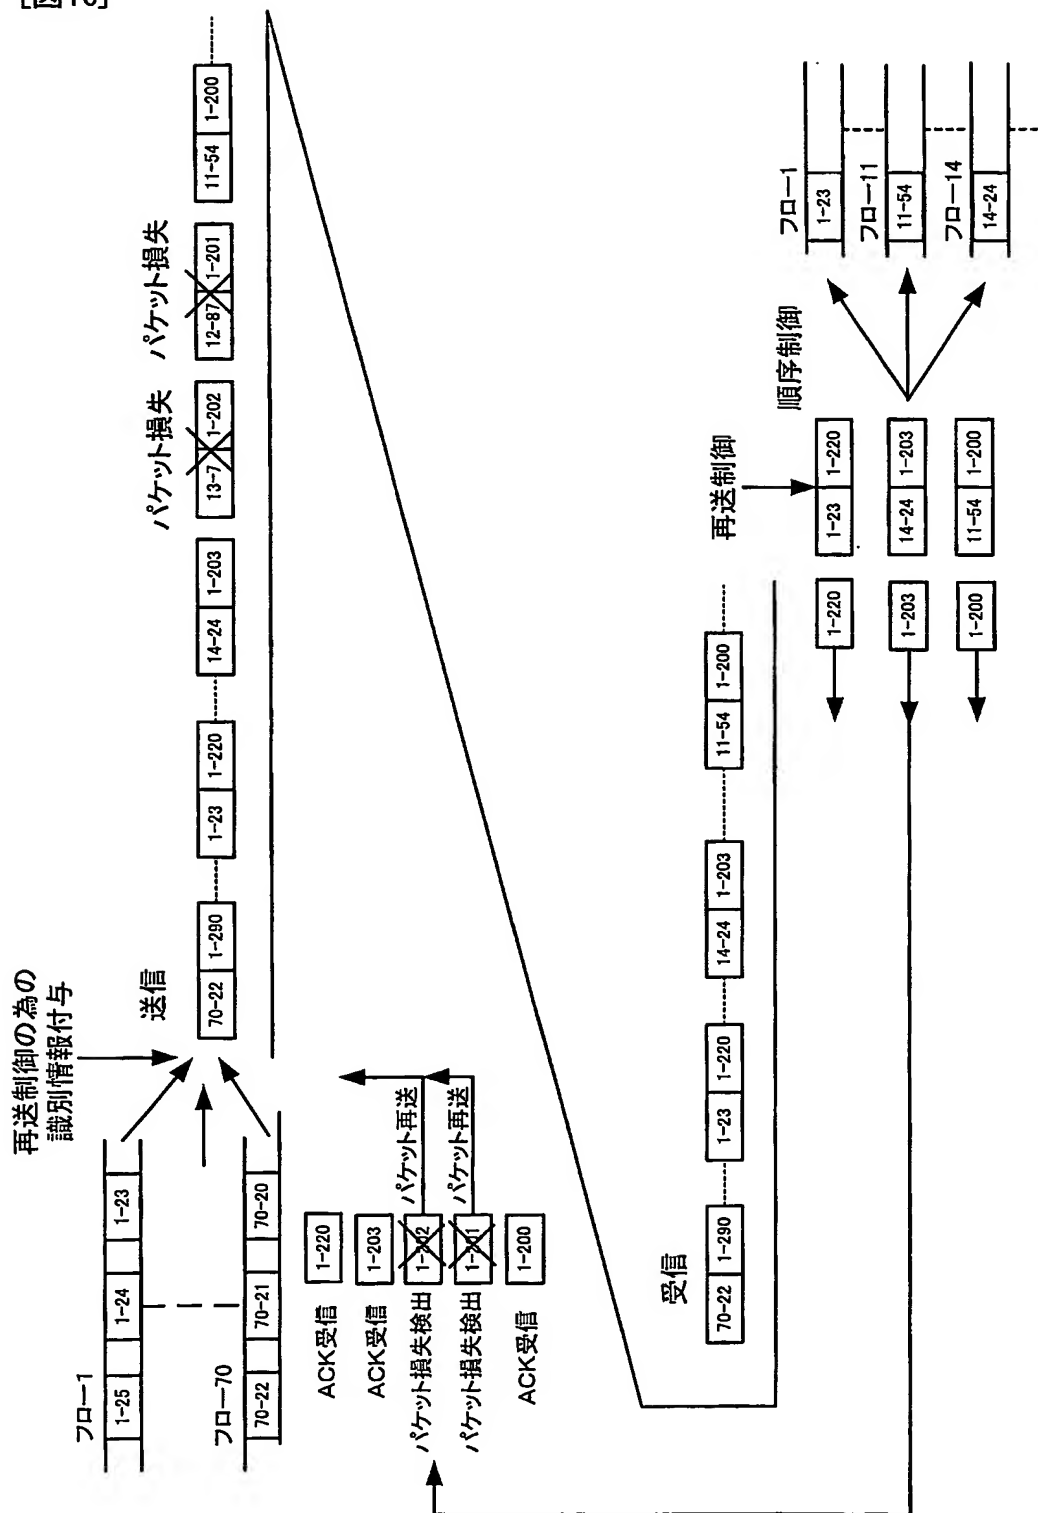 再送制御の為の
識別情報付与
フロー1
1-25 1-24 1-23
フロー70
70-22 70-21 70-20
送信
70-22 1-290
1-23 1-220
14-24 1-203
パケット損失
13-7 1-202
パケット損失
12-87 1-201
11-54 1-200
ACK受信 1-220
ACK受信 1-203
パケット損失検出 1-202 パケット再送
パケット損失検出 1-201 パケット再送
ACK受信 1-200
受信
70-22 1-290
1-23 1-220
14-24 1-203
11-54 1-200
再送制御
順序制御
1-220
1-23 1-220
1-203
14-24 1-203
1-200
11-54 1-200
フロー1
1-23
フロー11
11-54
フロー14
14-24